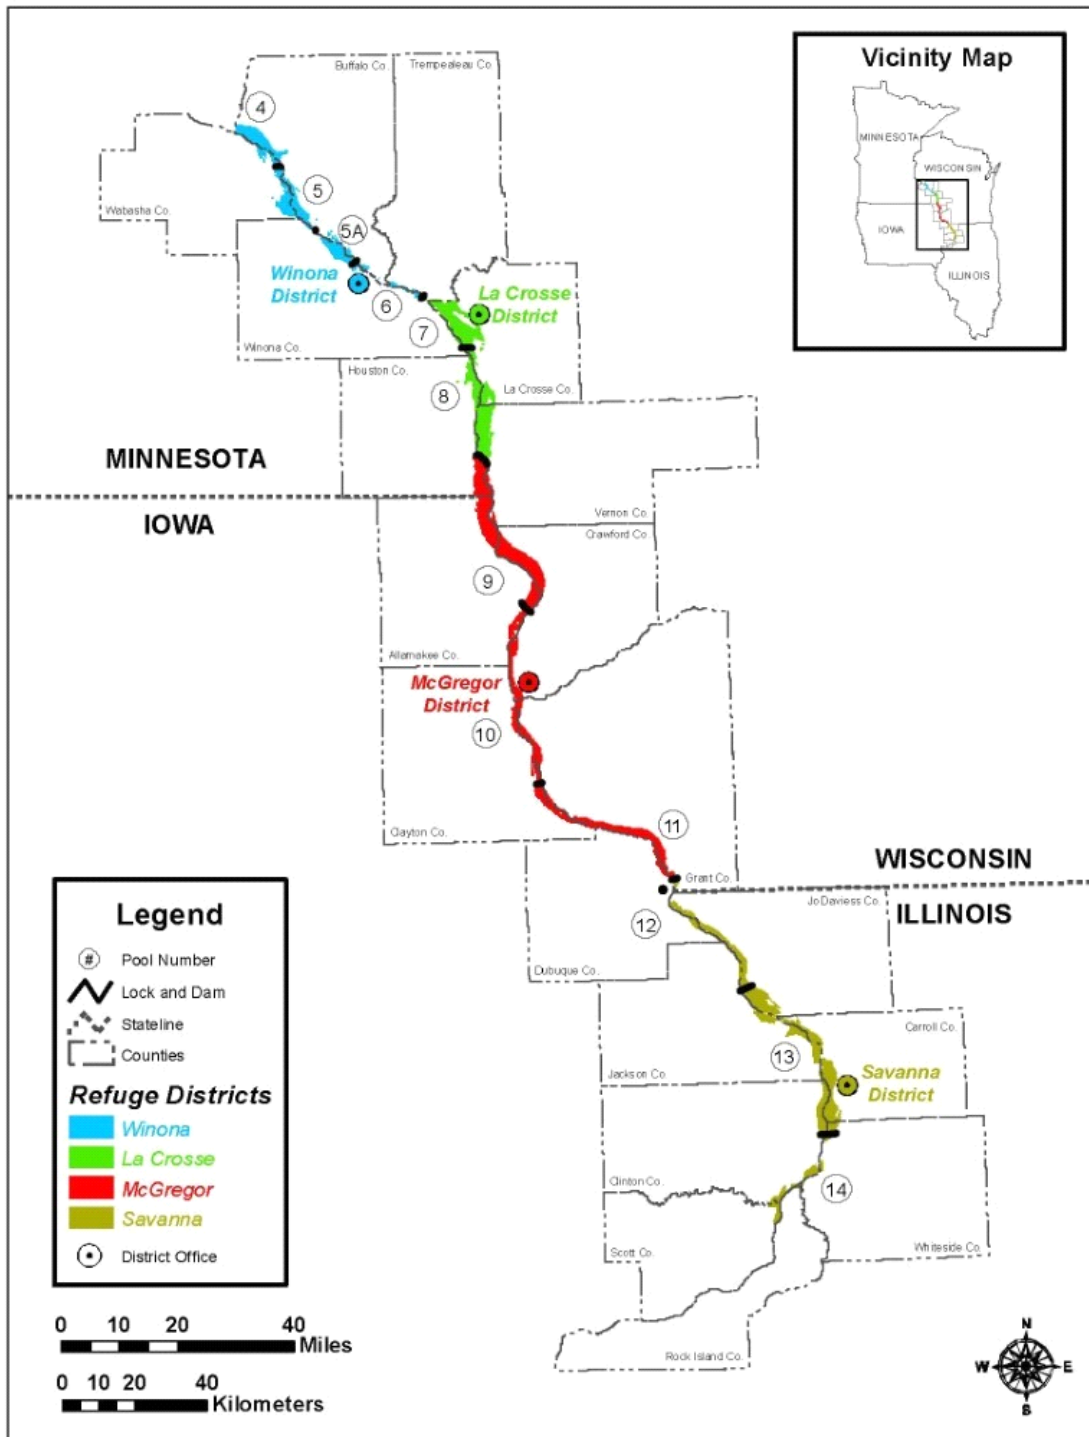 Vicinity Map
MINNESOTA
WISCONSIN
IOWA
ILLINOIS
Buffalo Co.
Trempealeau Co.
4
5
Wabasha Co.
5A
Winona
District
6
La Crosse
District
7
Winona Co.
Houston Co.
La Crosse Co.
8
MINNESOTA
IOWA
Vernon Co.
Crawford Co.
9
Allamakee Co.
McGregor
District
10
11
Clayton Co.
WISCONSIN
Grant Co.
Jo Daviess Co.
ILLINOIS
12
Dubuque Co.
Carroll Co.
13
Jackson Co.
Savanna
District
Clinton Co.
14
Scott Co.
Whiteside Co.
Rock Island Co.
Legend
# Pool Number
Lock and Dam
Stateline
Counties
Refuge Districts
Winona
La Crosse
McGregor
Savanna
District Office
0 10 20 40
Miles
0 10 20 40
Kilometers
N
W E
S